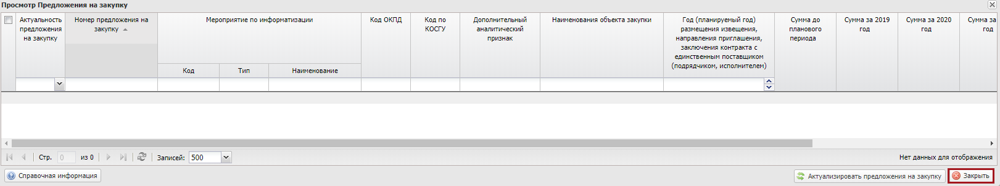 Просмотр Предложения на закупку
Актуальность
предложения
на закупку
Номер предложения на
закупку
Мероприятие по информатизации
Код
Тип
Наименование
Код ОКПД
Код по
КОСГУ
Дополнительный
аналитический
признак
Наименования объекта закупки
Год (планируемый год)
размещения извещения,
направления приглашения,
заключения контракта с
единственным поставщиком
(подрядчиком, исполнителем)
Сумма до
планового
периода
Сумма за 2019
год
Сумма за 2020
год
Сумма за
год
Стр. 0 из 0
Записей: 500
Нет данных для отображения
Справочная информация
Актуализировать предложения на закупку
Закрыть